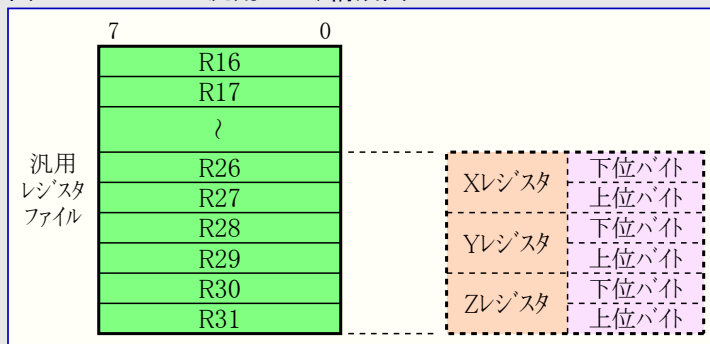 7 0
R16
R17
~
R26
R27
R28
R29
R30
R31
汎用
レジスタ
ファイル
Xレジスタ
下位バイト
上位バイト
Yレジスタ
下位バイト
上位バイト
Zレジスタ
下位バイト
上位バイト